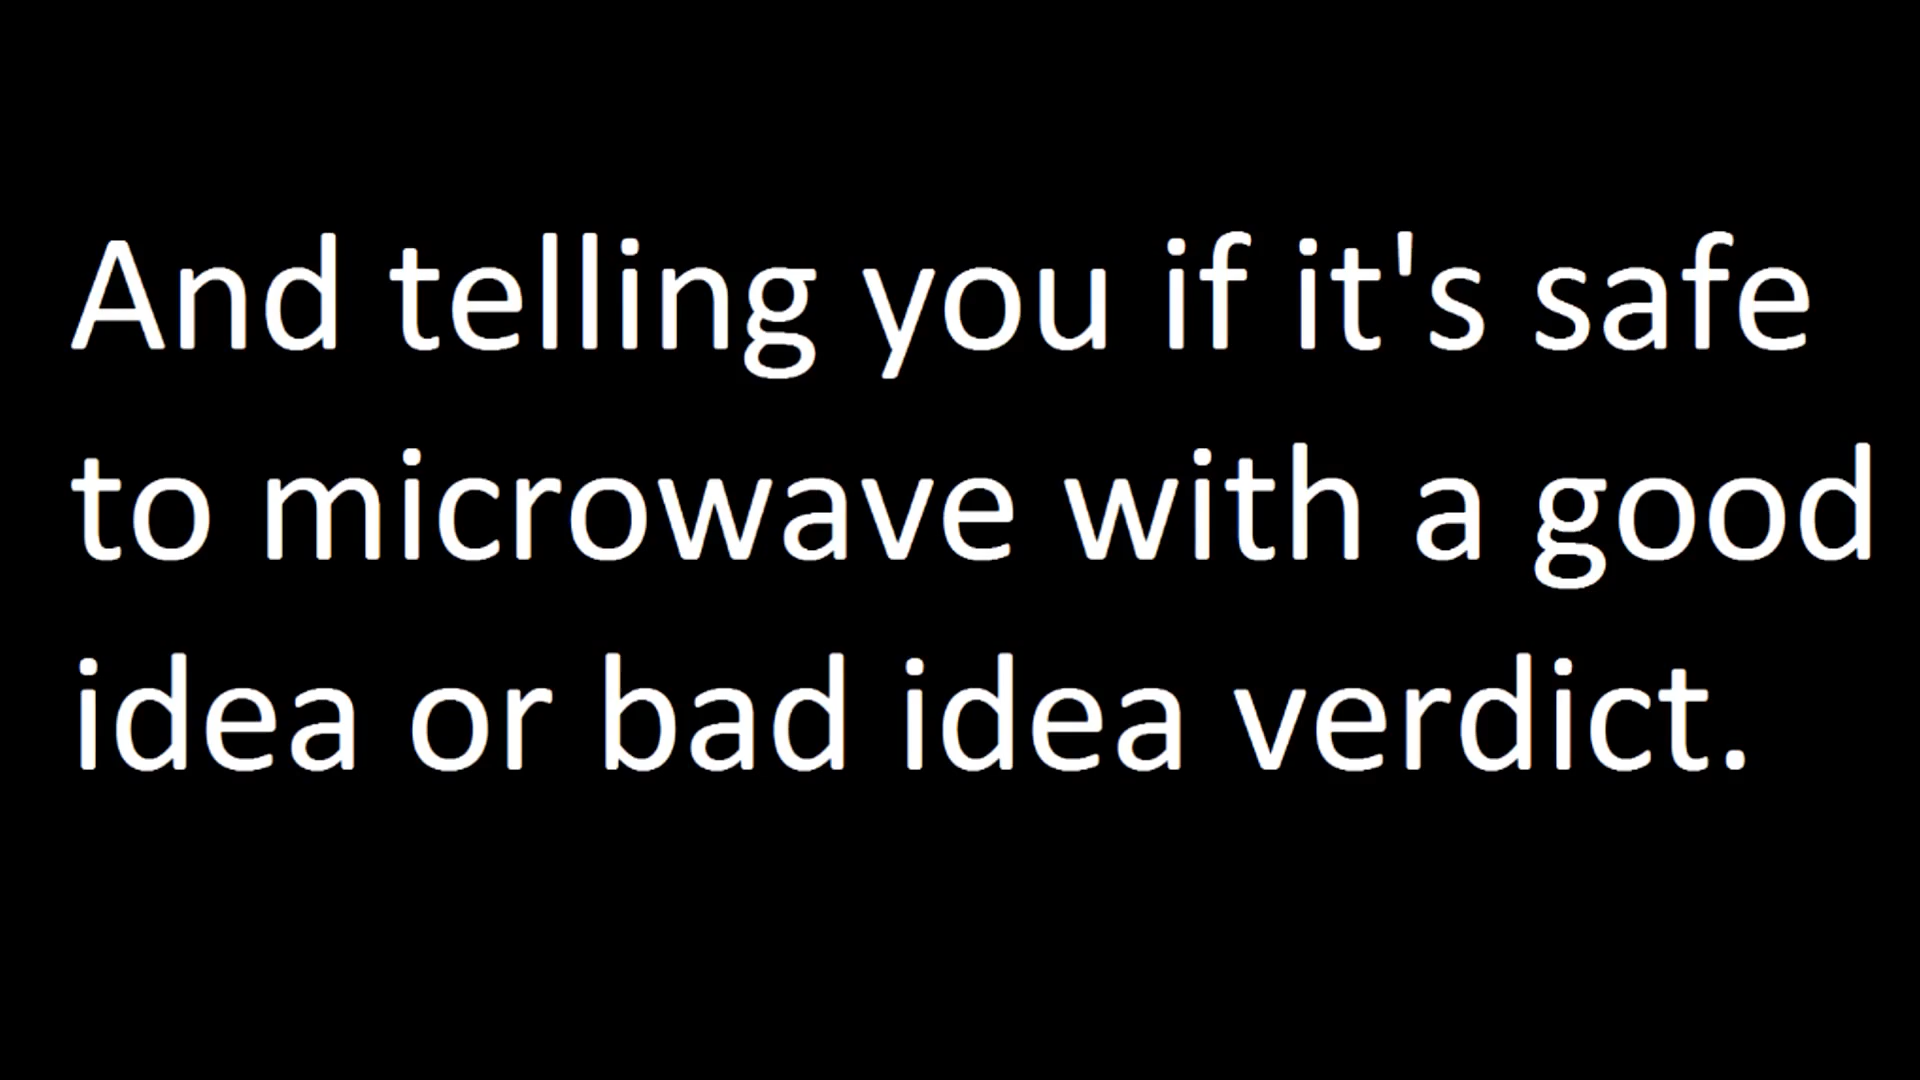 And telling you if it's safe
to microwave with a good
idea or bad idea verdict.